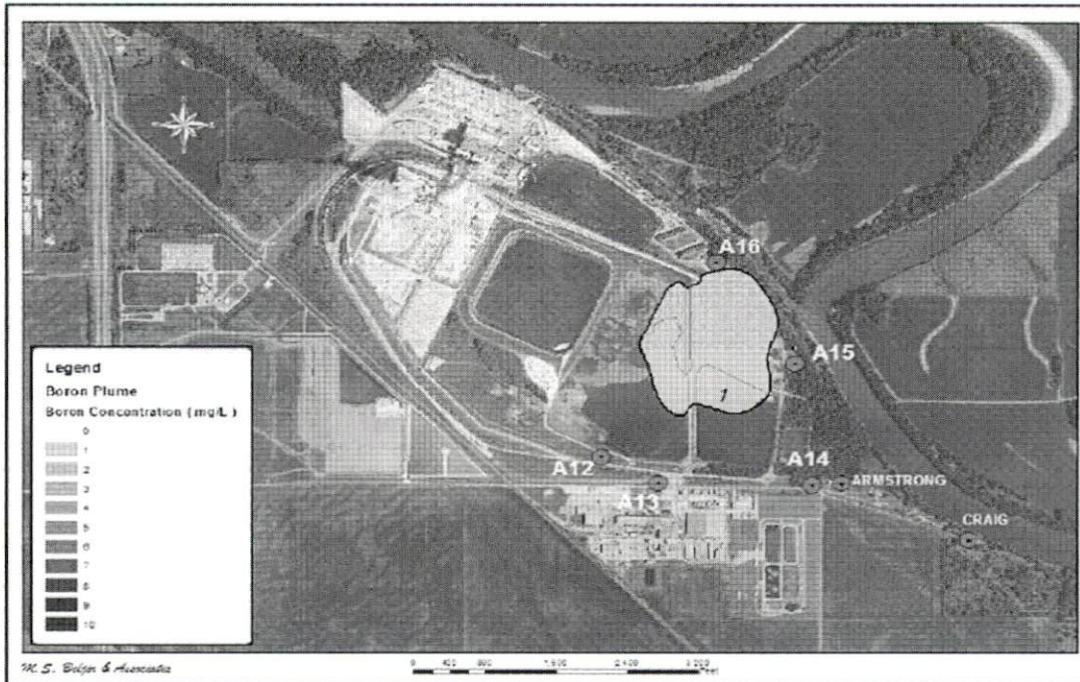 A16
A15
1
A12
A14
ARMSTRONG
A13
CRAIG
Legend
Boron Plume
Boron Concentration (mg/L)
0
1
2
3
4
5
6
7
8
9
10
& Associates
0 400 800 1,600 2,400 3,200
Feet